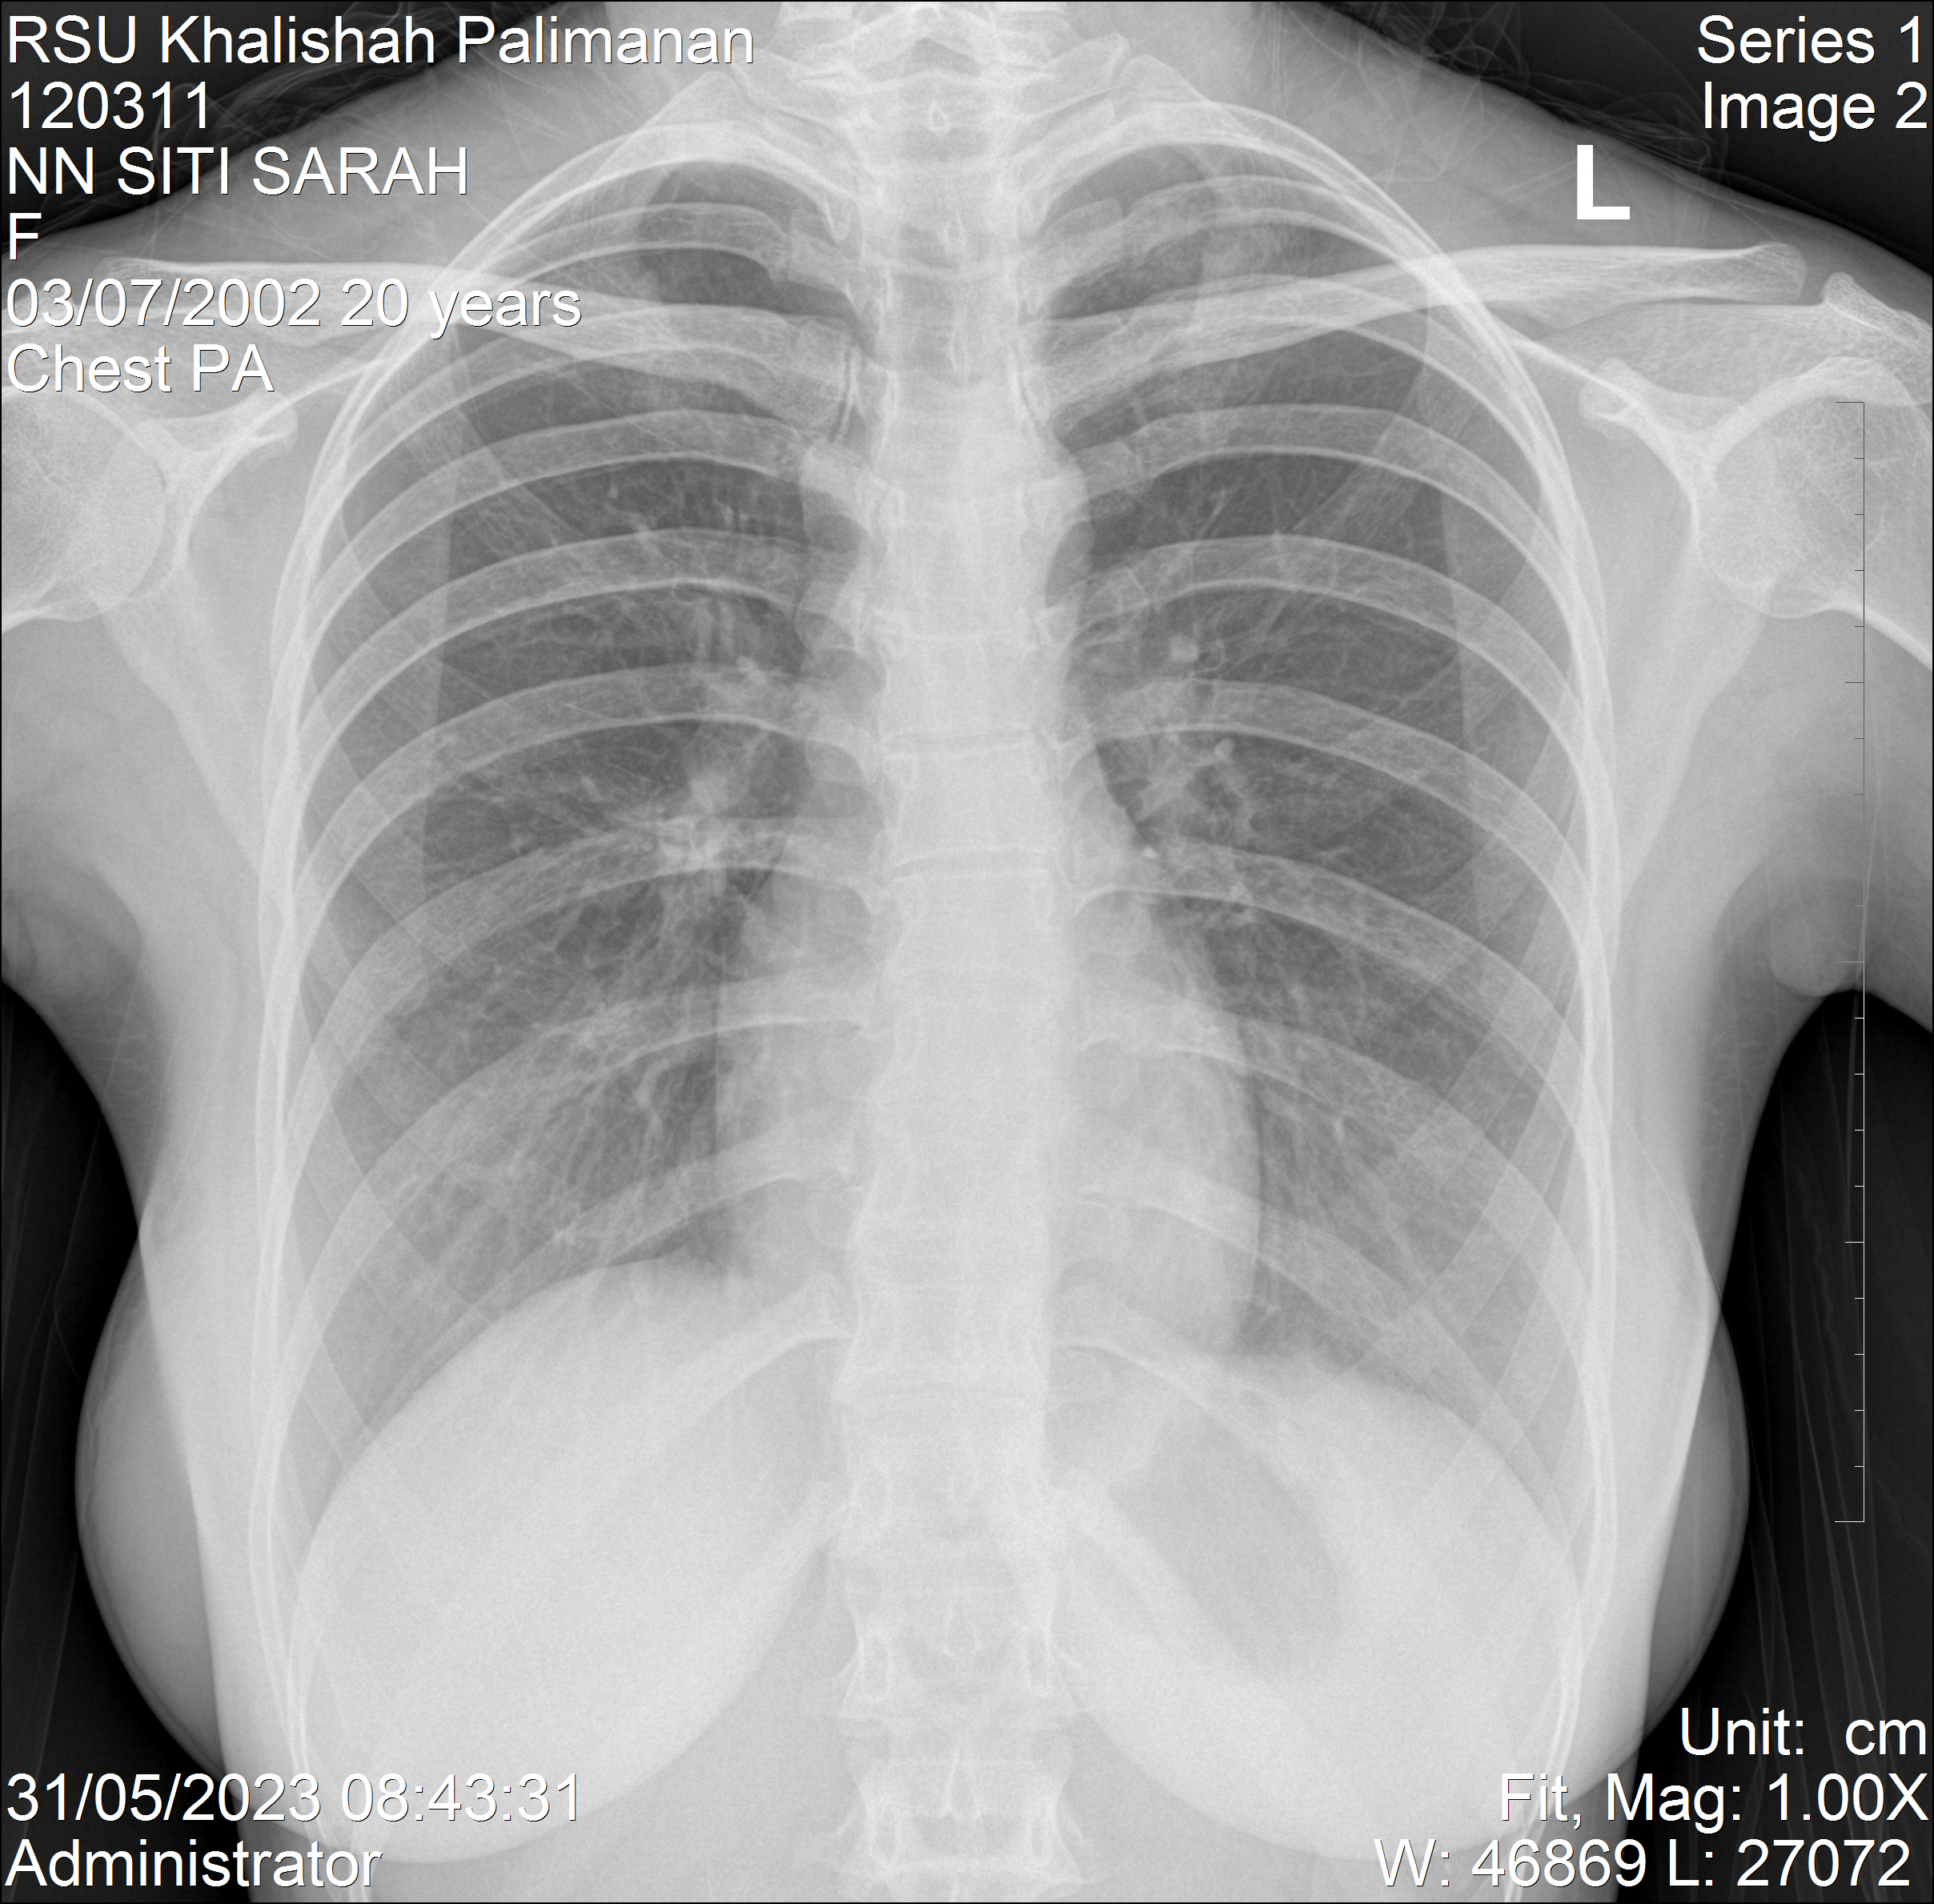 RSU Khalishah Palimanan
120311
NN SITI SARAH
F
03/07/2002 20 years
Chest PA
Series 1
Image 2
L
31/05/2023 08:43:31
Administrator
Unit: cm
Fit, Mag: 1.00X
W: 46869 L: 27072